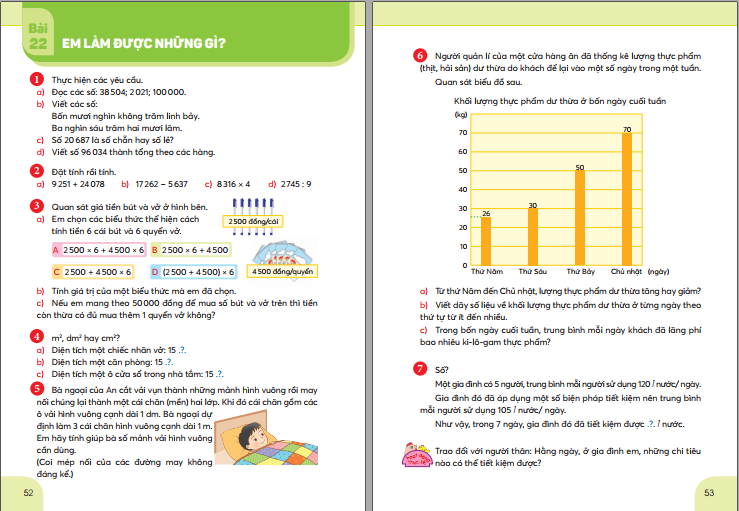 Bài
22
EM LÀM ĐƯỢC NHỮNG GÌ?
1 Thực hiện các yêu cầu.
a) Đọc các số: 38 504; 2 021; 100 000.
b) Viết các số:
Bốn mươi nghìn không trăm linh bảy.
Ba nghìn sáu trăm hai mươi lăm.
c) Số 20 687 là số chẵn hay số lẻ?
d) Viết số 96 034 thành tổng theo các hàng.
2 Đặt tính rồi tính.
a) 9 251 + 24 078 b) 17 262 – 5 637 c) 8 316 × 4 d) 2 745 : 9
3 Quan sát giá tiền bút và vở ở hình bên.
a) Em chọn các biểu thức thể hiện cách
tính tiền 6 cái bút và 6 quyển vở.
2 500 đồng/cái
A 2 500 × 6 + 4 500 × 6 B 2 500 × 6 + 4 500
C 2 500 + 4 500 × 6 D (2 500 + 4 500) × 6
4 500 đồng/quyển
b) Tính giá trị của một biểu thức mà em đã chọn.
c) Nếu em mang theo 50 000 đồng để mua số bút và vở trên thì tiền
còn thừa có đủ mua thêm 1 quyển vở không?
4 m², dm² hay cm²?
a) Diện tích một chiếc nhãn vở: 15 .?.
b) Diện tích một căn phòng: 15 .?.
c) Diện tích một ô cửa sổ trong nhà tắm: 15 .?.
5 Bà ngoại của An cắt vải vụn thành những mảnh hình vuông rồi may
nối chúng lại thành một cái chăn (mền) hai lớp. Khi đó cái chăn gồm các
ô vải hình vuông cạnh dài 1 dm. Bà ngoại dự
định làm 3 cái chăn hình vuông cạnh dài 1 m.
Em hãy tính giúp bà số mảnh vải hình vuông
cần dùng.
(Coi mép nối của các đường may không
đáng kể.)
52
6 Người quản lí của một cửa hàng ăn đã thống kê lượng thực phẩm
(thịt, hải sản) dư thừa do khách để lại vào một số ngày trong một tuần.
Quan sát biểu đồ sau.
Khối lượng thực phẩm dư thừa ở bốn ngày cuối tuần
(kg)
70
60
50
40
30
20
10
0
26
30
50
70
Thứ Năm Thứ Sáu Thứ Bảy Chủ nhật (ngày)
a) Từ thứ Năm đến Chủ nhật, lượng thực phẩm dư thừa tăng hay giảm?
b) Viết dãy số liệu về khối lượng thực phẩm dư thừa ở từng ngày theo
thứ tự từ ít đến nhiều.
c) Trong bốn ngày cuối tuần, trung bình mỗi ngày khách đã lãng phí
bao nhiêu ki-lô-gam thực phẩm?
7 Số?
Một gia đình có 5 người, trung bình mỗi người sử dụng 120 l nước/ ngày.
Gia đình đó đã áp dụng một số biện pháp tiết kiệm nên trung bình
mỗi người sử dụng 105 l nước/ ngày.
Như vậy, trong 7 ngày, gia đình đó đã tiết kiệm được .?. l nước.
Trao đổi với người thân: Hằng ngày, ở gia đình em, những chi tiêu
nào có thể tiết kiệm được?
53